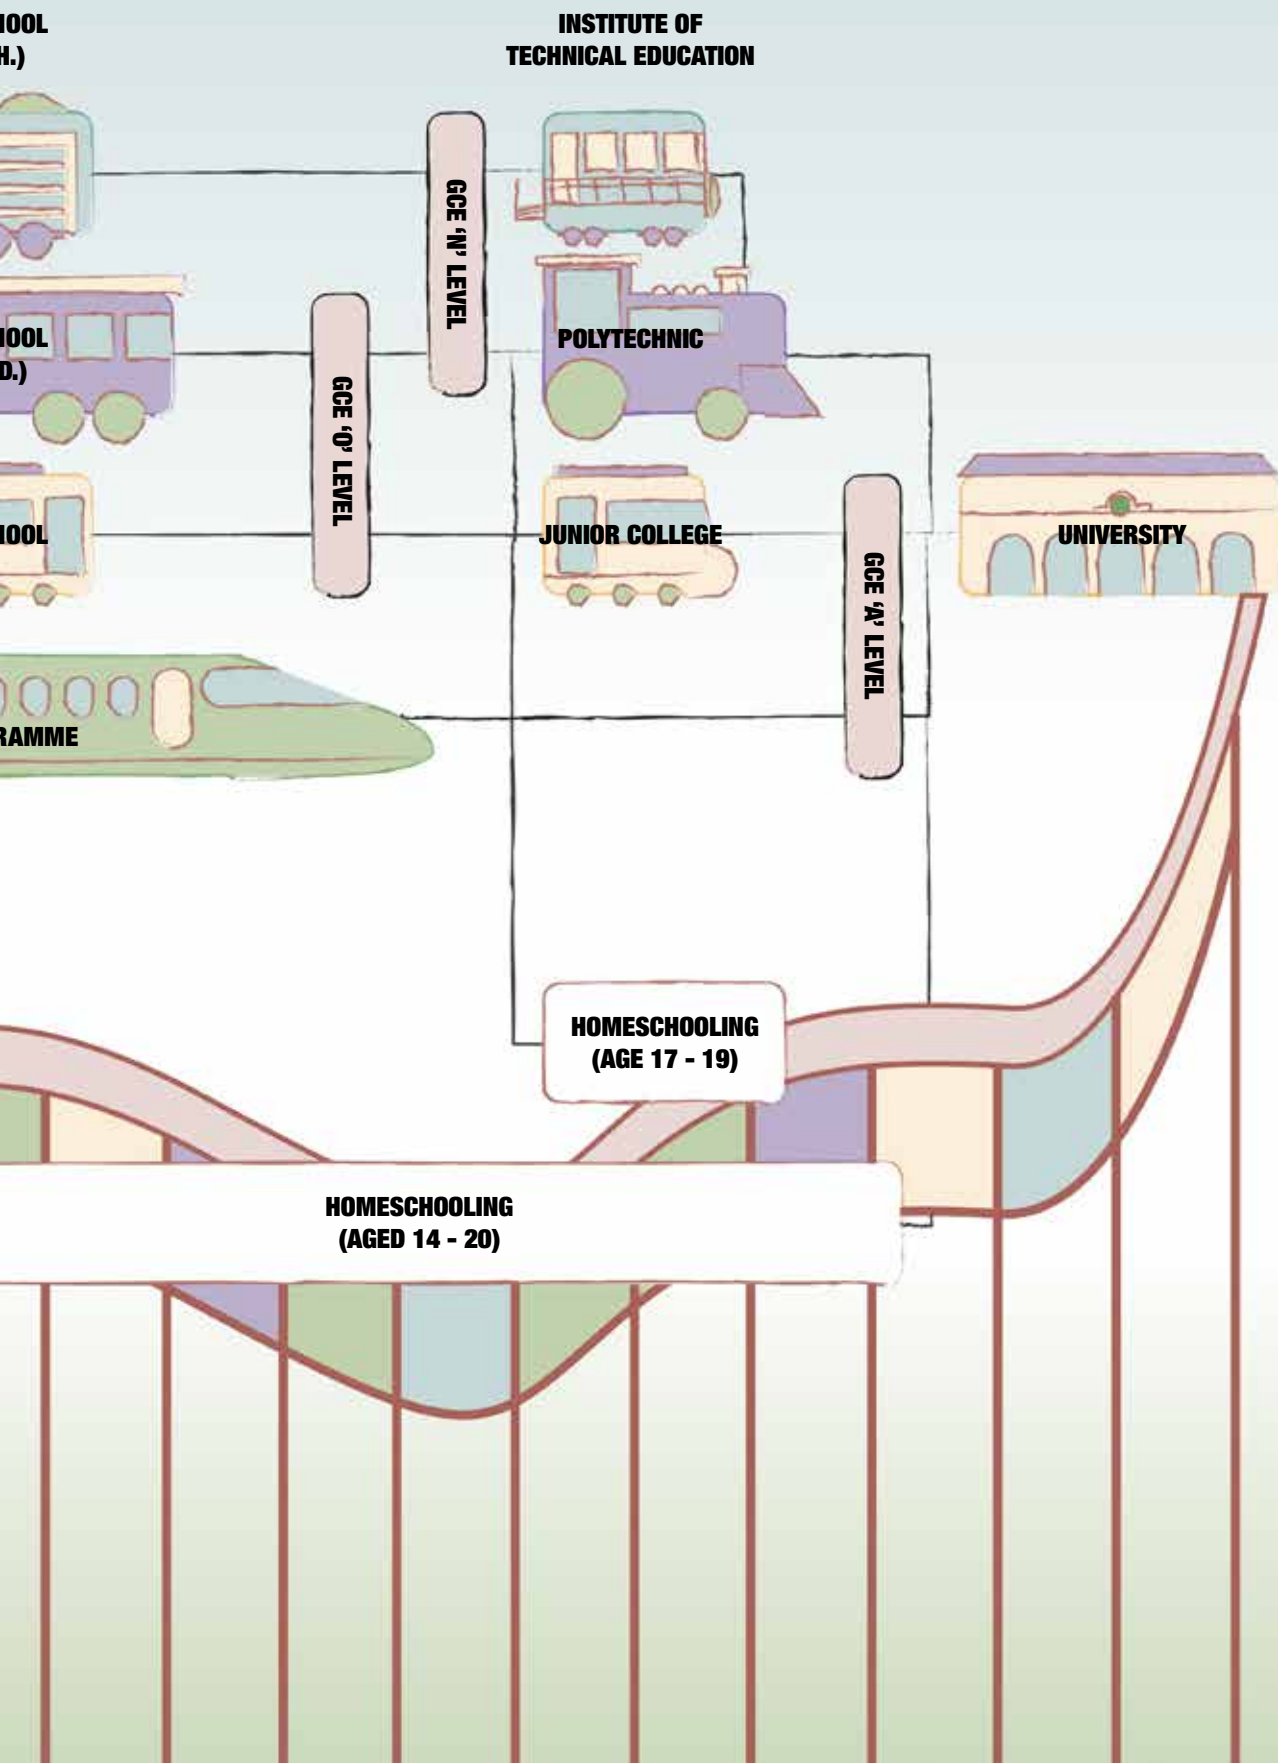 HOOL
H.)
INSTITUTE OF
TECHNICAL EDUCATION
GCE ‘N’ LEVEL
HOOL
D.)
POLYTECHNIC
GCE ‘O’ LEVEL
HOOL
JUNIOR COLLEGE
UNIVERSITY
GCE ‘A’ LEVEL
RAMME
HOMESCHOOLING
(AGE 17 - 19)
HOMESCHOOLING
(AGED 14 - 20)